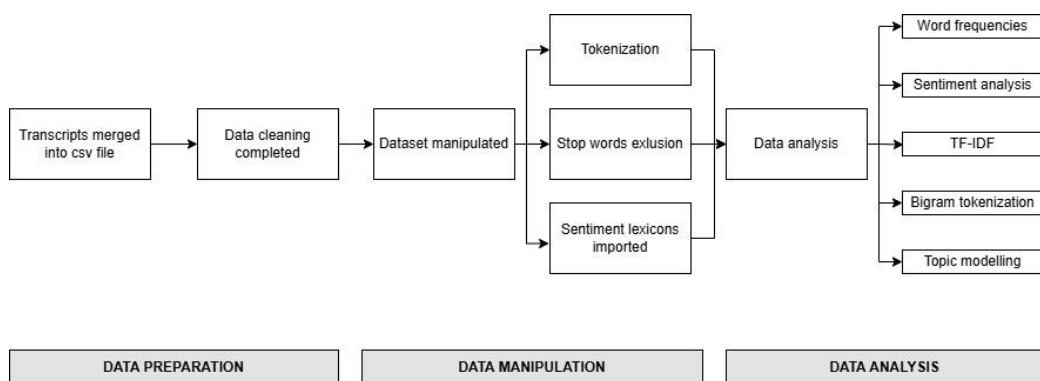 Transcripts merged
into csv file
Data cleaning
completed
Dataset manipulated
Tokenization
Stop words exlusion
Sentiment lexicons
imported
Data analysis
Word frequencies
Sentiment analysis
TF-IDF
Bigram tokenization
Topic modelling
DATA PREPARATION
DATA MANIPULATION
DATA ANALYSIS